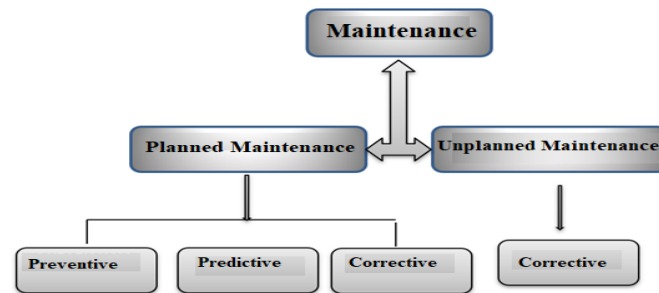 Maintenance
Planned Maintenance
Unplanned Maintenance
Preventive
Predictive
Corrective
Corrective